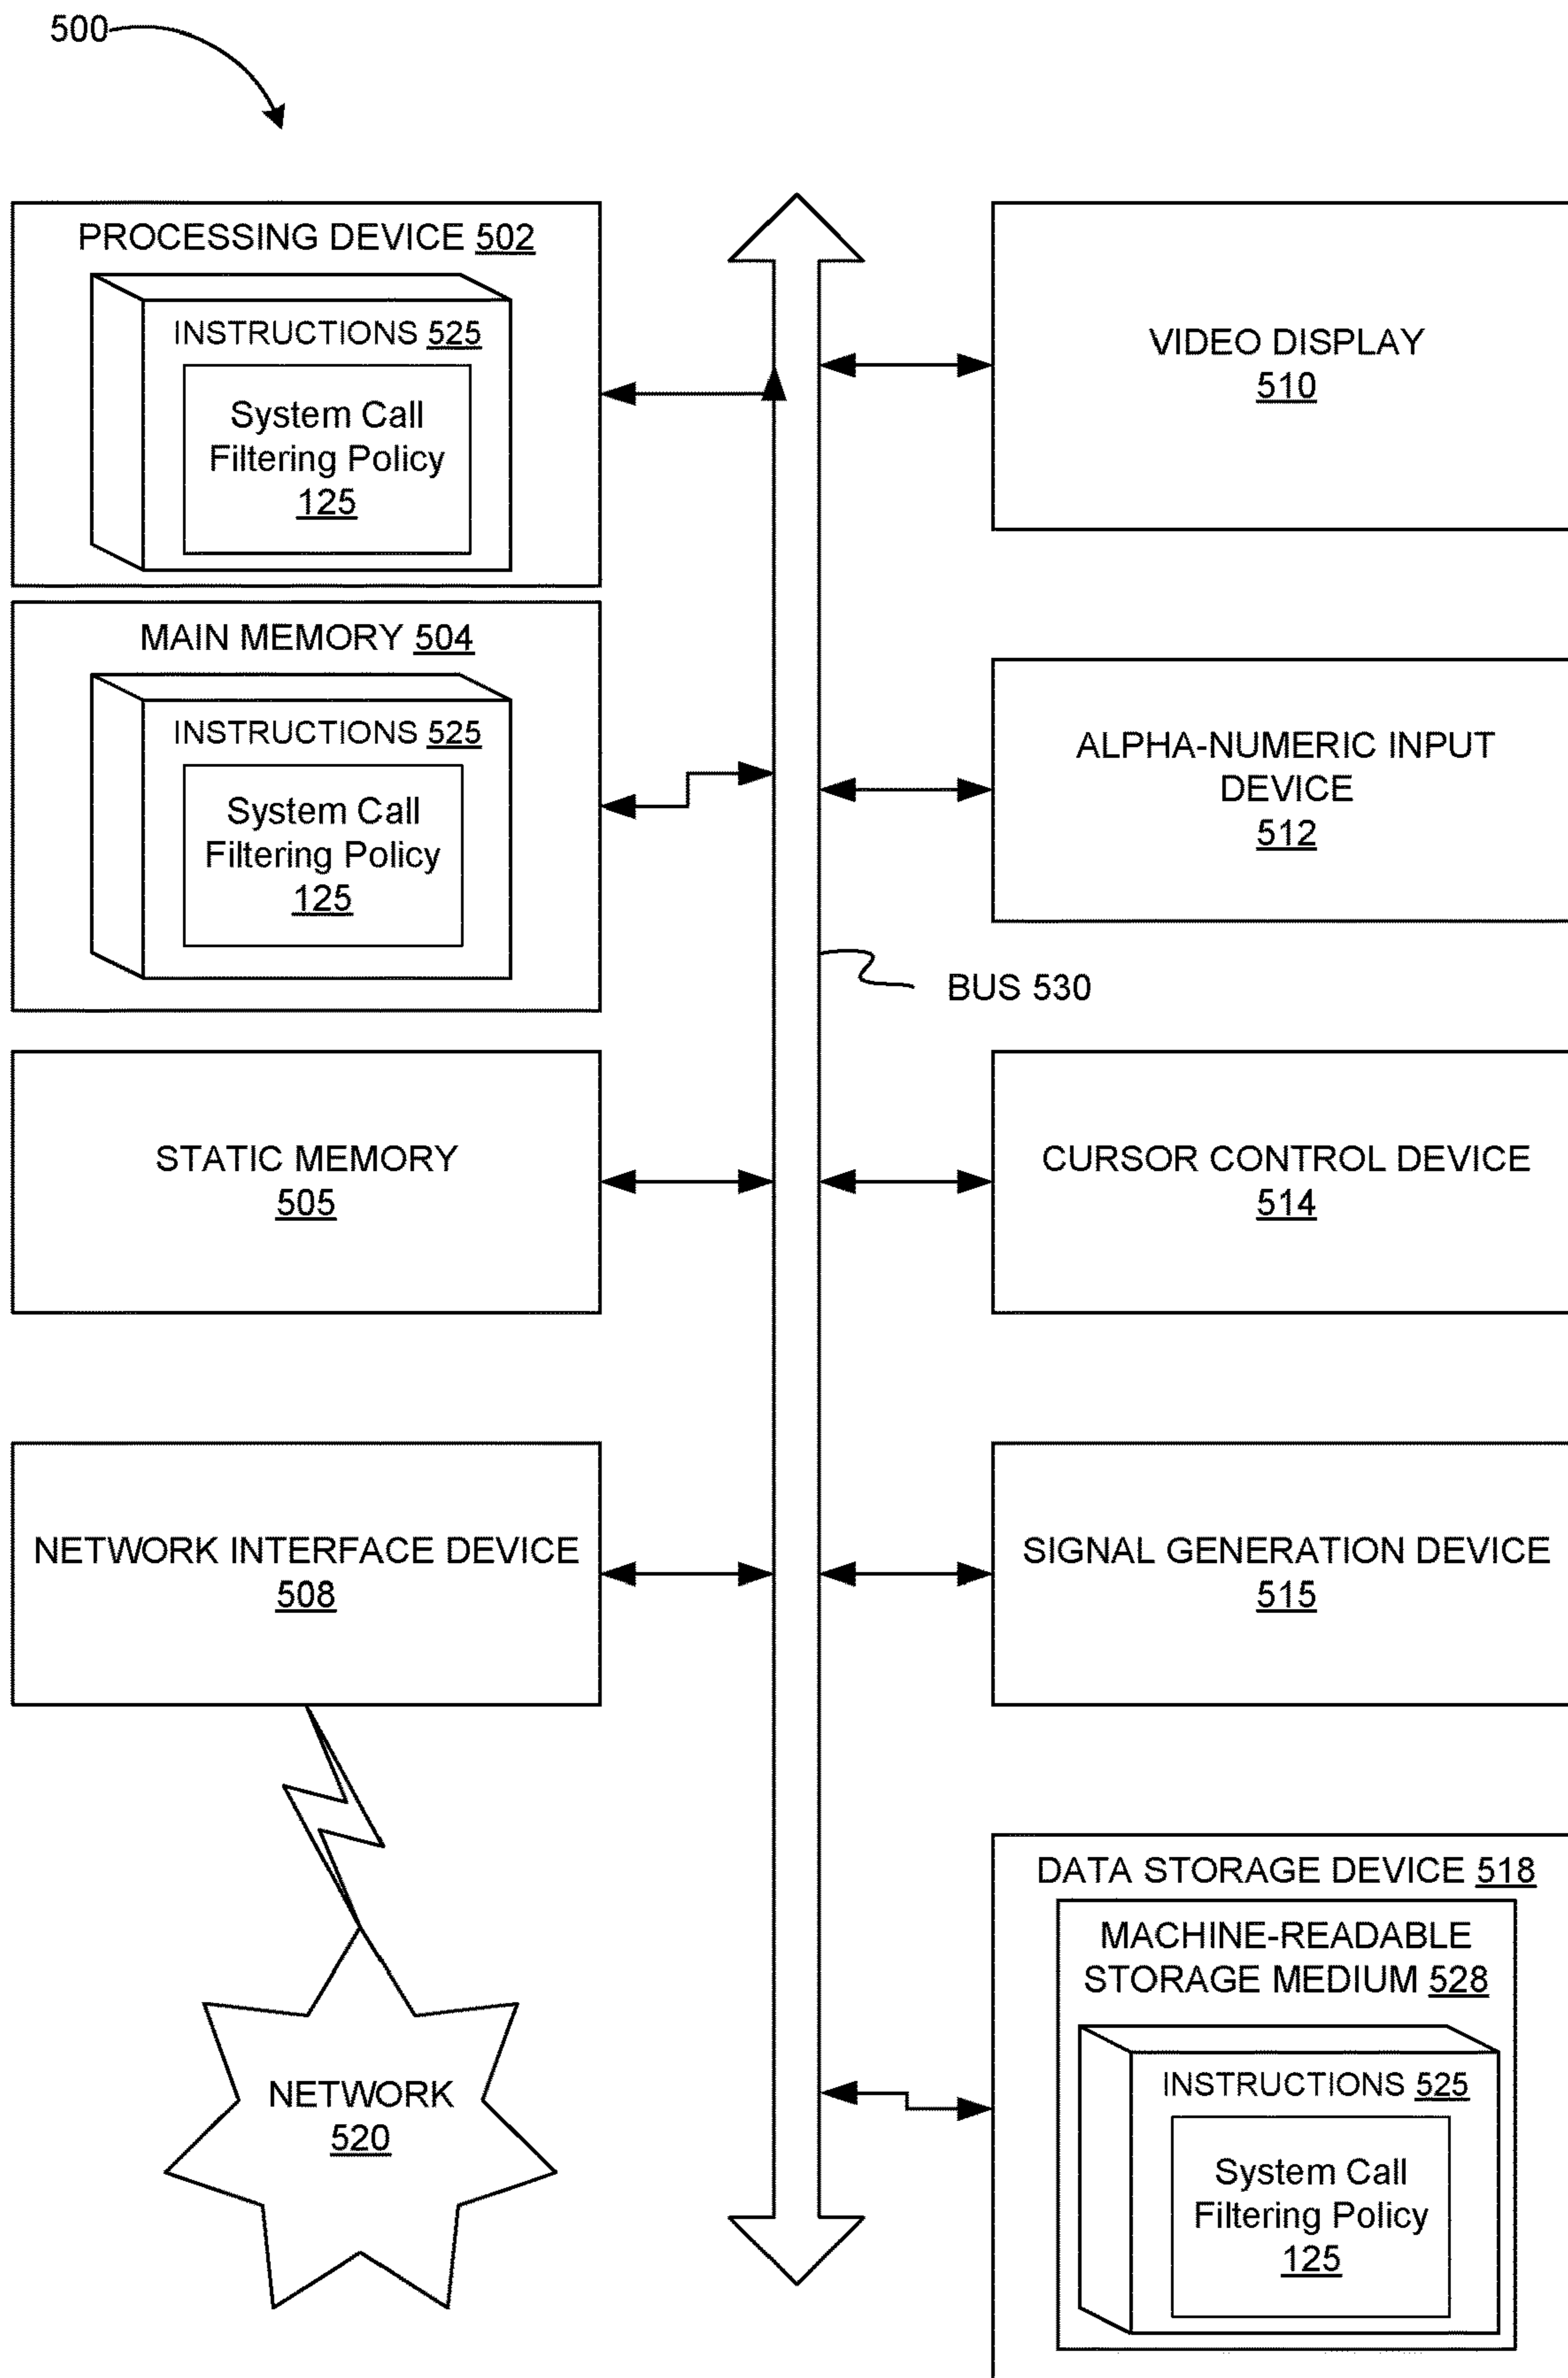 500
PROCESSING DEVICE 502
INSTRUCTIONS 525
System Call
Filtering Policy
125
MAIN MEMORY 504
INSTRUCTIONS 525
System Call
Filtering Policy
125
STATIC MEMORY
505
NETWORK INTERFACE DEVICE
508
NETWORK
520
VIDEO DISPLAY
510
ALPHA-NUMERIC INPUT
DEVICE
512
BUS 530
CURSOR CONTROL DEVICE
514
SIGNAL GENERATION DEVICE
515
DATA STORAGE DEVICE 518
MACHINE-READABLE
STORAGE MEDIUM 528
INSTRUCTIONS 525
System Call
Filtering Policy
125